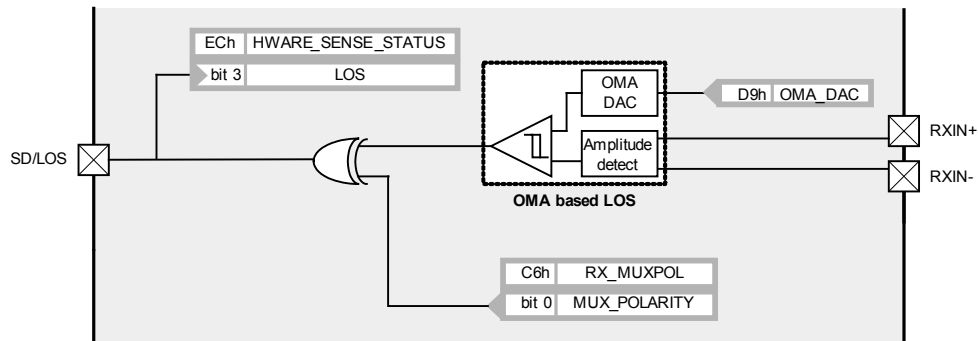 ECh HWARE_SENSE_STATUS
bit 3 LOS
OMA
DAC
D9h OMA_DAC
RXIN+
Amplitude
detect
SD/LOS
RXIN-
OMA based LOS
C6h RX_MUXPOL
bit 0 MUX_POLARITY